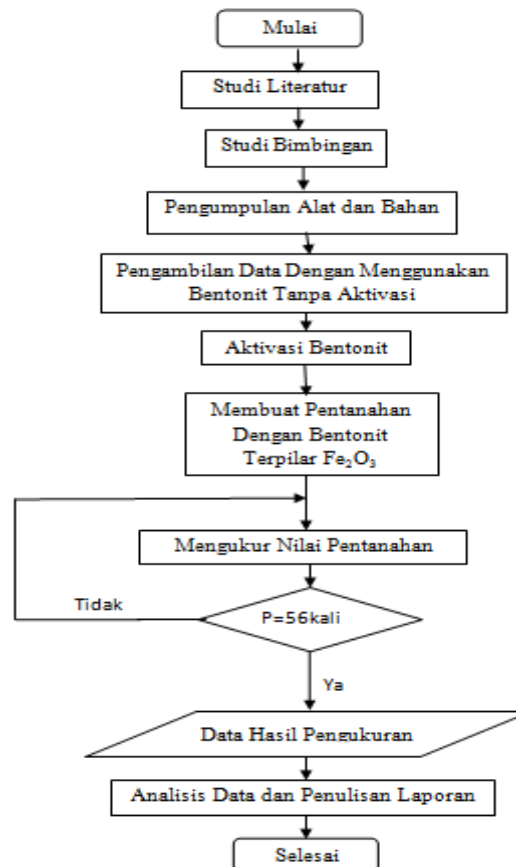 Mulai
Studi Literatur
Studi Bimbingan
Pengumpulan Alat dan Bahan
Pengambilan Data Dengan Menggunakan
Bentonit Tanpa Aktivasi
Aktivasi Bentonit
Membuat Pentanahan
Dengan Bentonit
Terpilar Fe₂O₃
Mengukur Nilai Pentanahan
Tidak
P=56kali
Ya
Data Hasil Pengukuran
Analisis Data dan Penulisan Laporan
Selesai